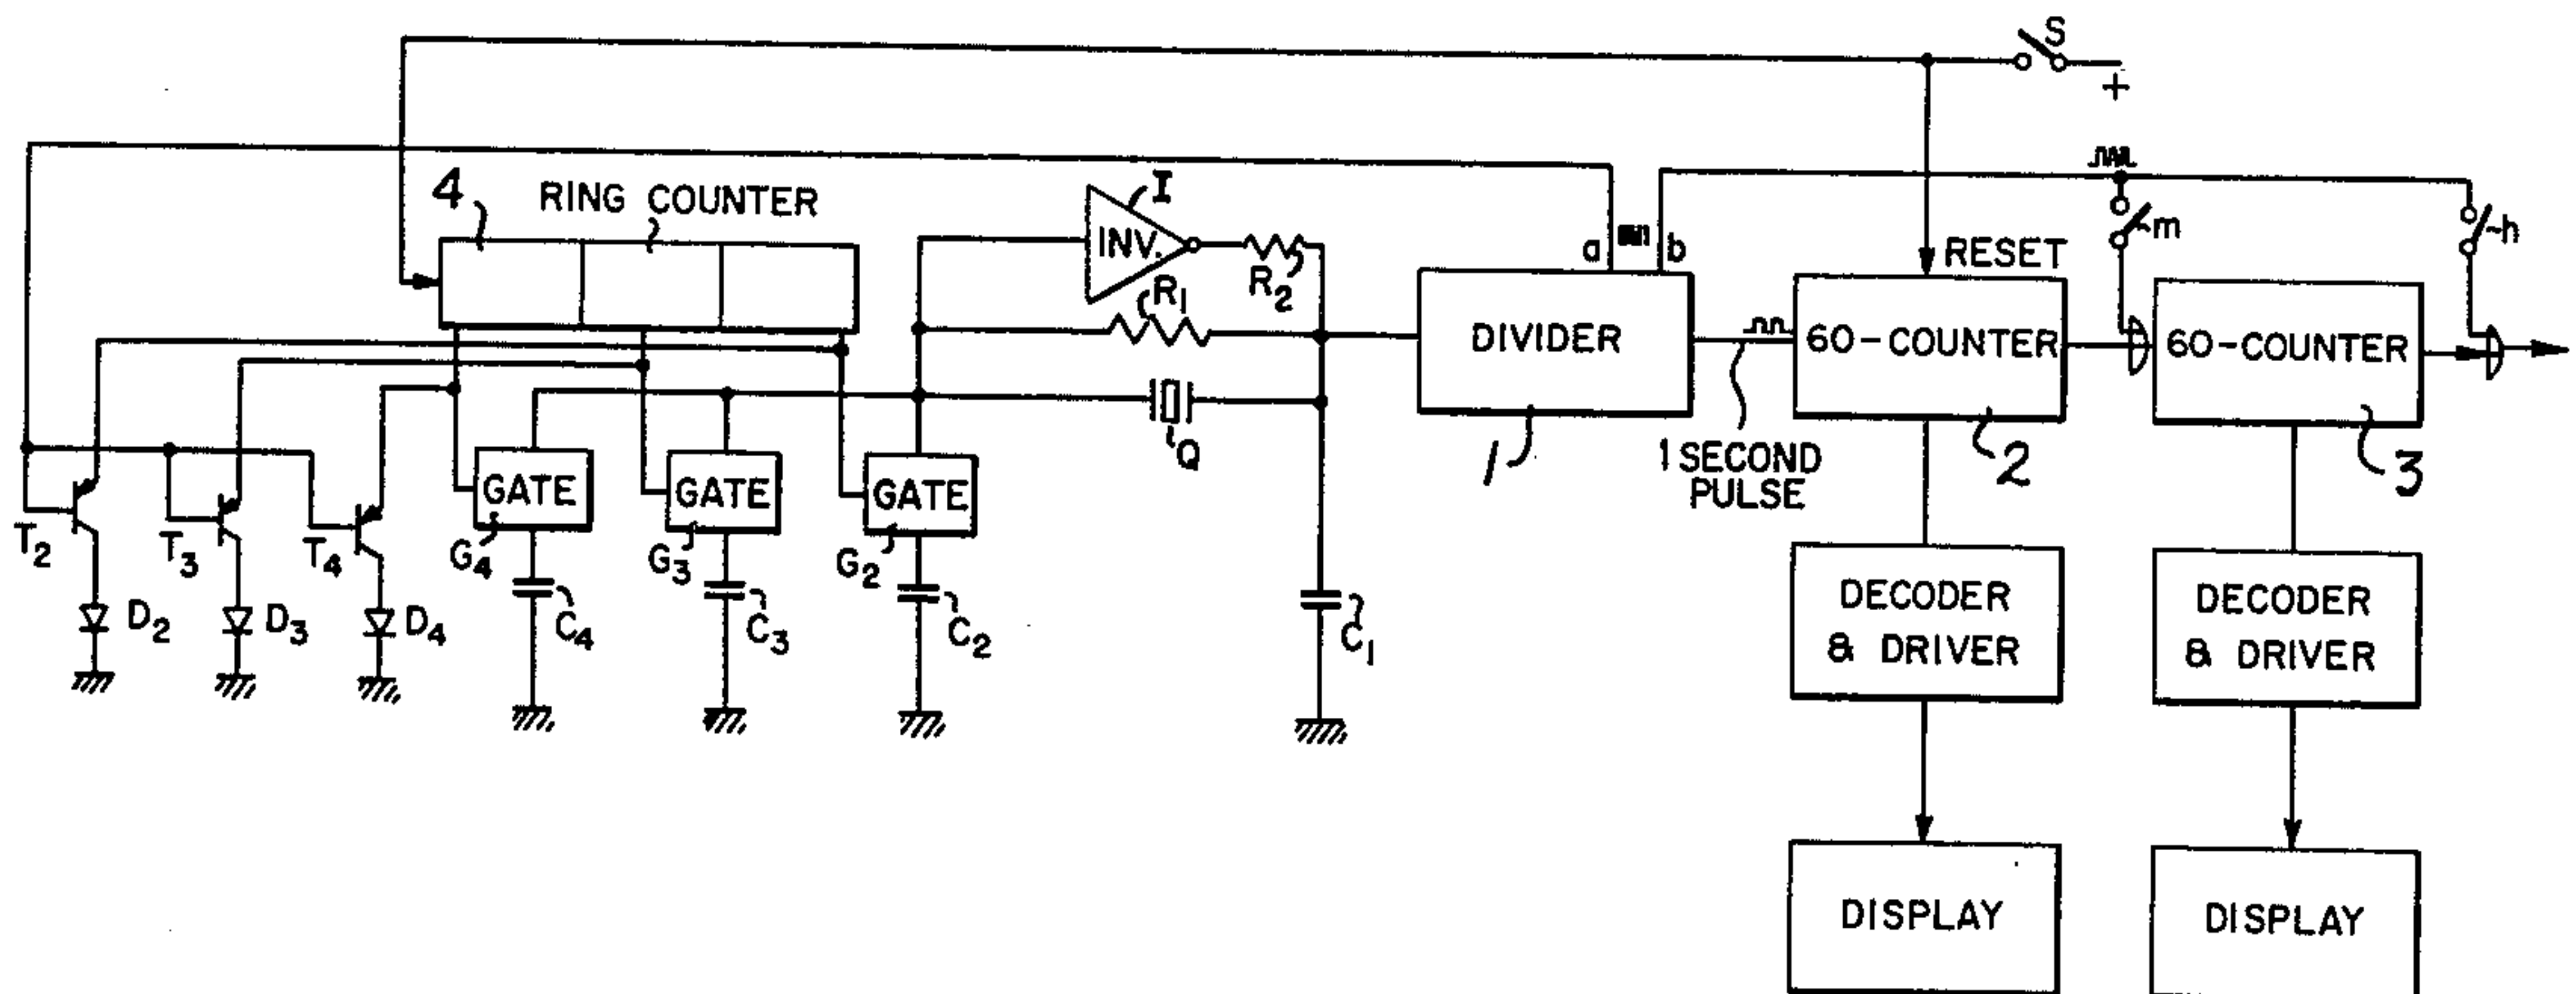 S
+
4
RING COUNTER
I
INV.
R2
R1
a
b
RESET
m
h
DIVIDER
60-COUNTER
60-COUNTER
1
1 SECOND
PULSE
2
3
Q
GATE
GATE
GATE
T2
T3
T4
G4
G3
G2
D2
D3
D4
C4
C3
C2
C1
DECODER
& DRIVER
DECODER
& DRIVER
DISPLAY
DISPLAY